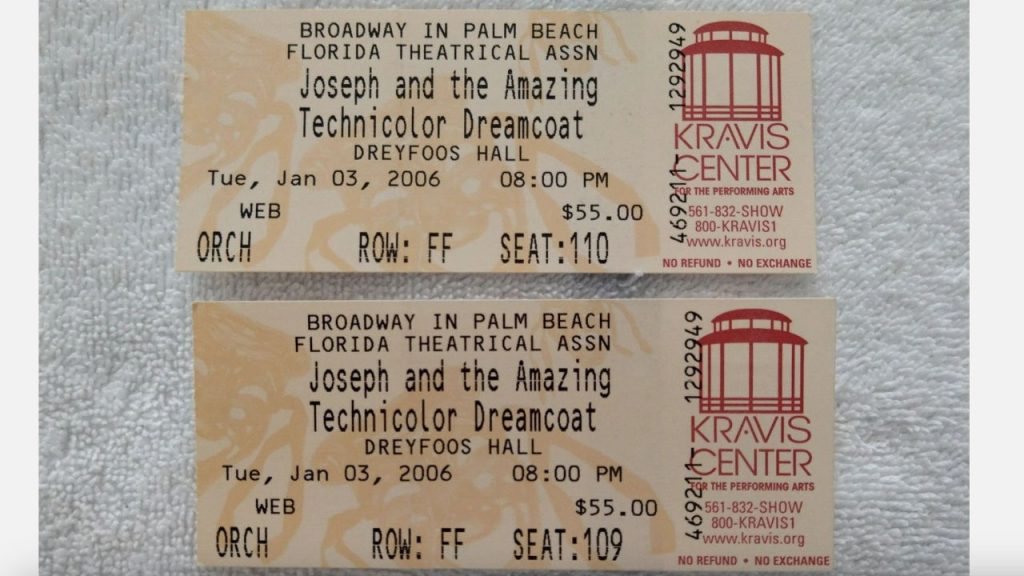 BROADWAY IN PALM BEACH
FLORIDA THEATRICAL ASSN
Joseph and the Amazing
Technicolor Dreamcoat
DREYFOOS HALL
Tue, Jan 03, 2006 08:00 PM
WEB $55.00
ORCH ROW: FF SEAT:110
469211- 1292949
KRAVIS
CENTER
FOR THE PERFORMING ARTS
561-832-SHOW
800-KRAVIS1
www.kravis.org
NO REFUND • NO EXCHANGE
BROADWAY IN PALM BEACH
FLORIDA THEATRICAL ASSN
Joseph and the Amazing
Technicolor Dreamcoat
DREYFOOS HALL
Tue, Jan 03, 2006 08:00 PM
WEB $55.00
ORCH ROW: FF SEAT:109
469211- 1292949
KRAVIS
CENTER
FOR THE PERFORMING ARTS
561-832-SHOW
800-KRAVIS1
www.kravis.org
NO REFUND • NO EXCHANGE